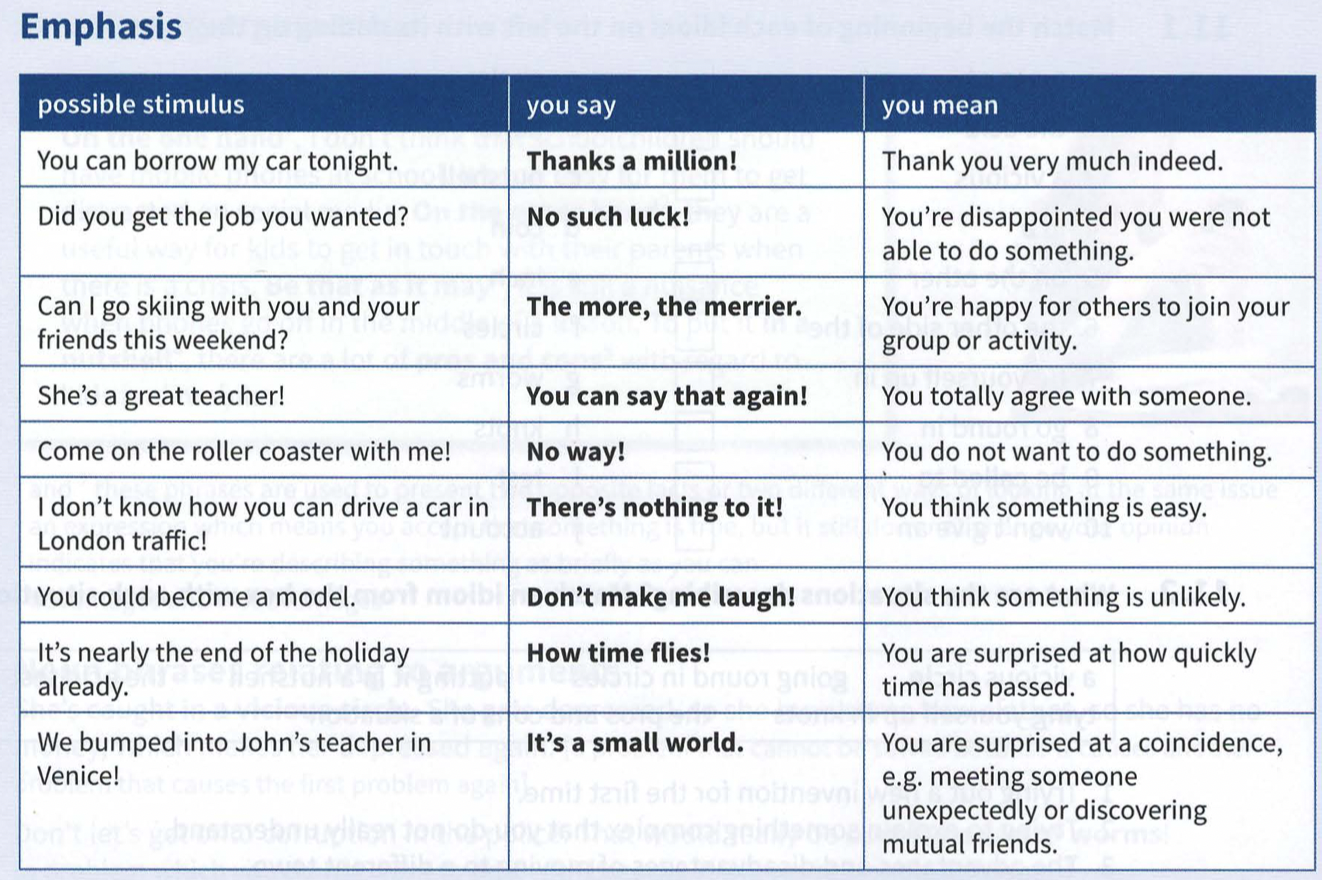 Emphasis
possible stimulus you say you mean
You can borrow my car tonight. Thanks a million! Thank you very much indeed.
Did you get the job you wanted? No such luck! You’re disappointed you were not
able to do something.
Can I go skiing with you and your The more, the merrier. You’re happy for others to join your
friends this weekend? group or activity.
She’s a great teacher! You can say that again! You totally agree with someone.
Come on the roller coaster with me! No way! You do not want to do something.
I don’t know how you can drive a car in There’s nothing to it! You think something is easy.
London traffic!
You could become a model. Don’t make me laugh! You think something is unlikely.
It’s nearly the end of the holiday How time flies! You are surprised at how quickly
already. time has passed.
We bumped into John’s teacher in It’s a small world. You are surprised at a coincidence,
Venice! e.g. meeting someone
unexpectedly or discovering
mutual friends.